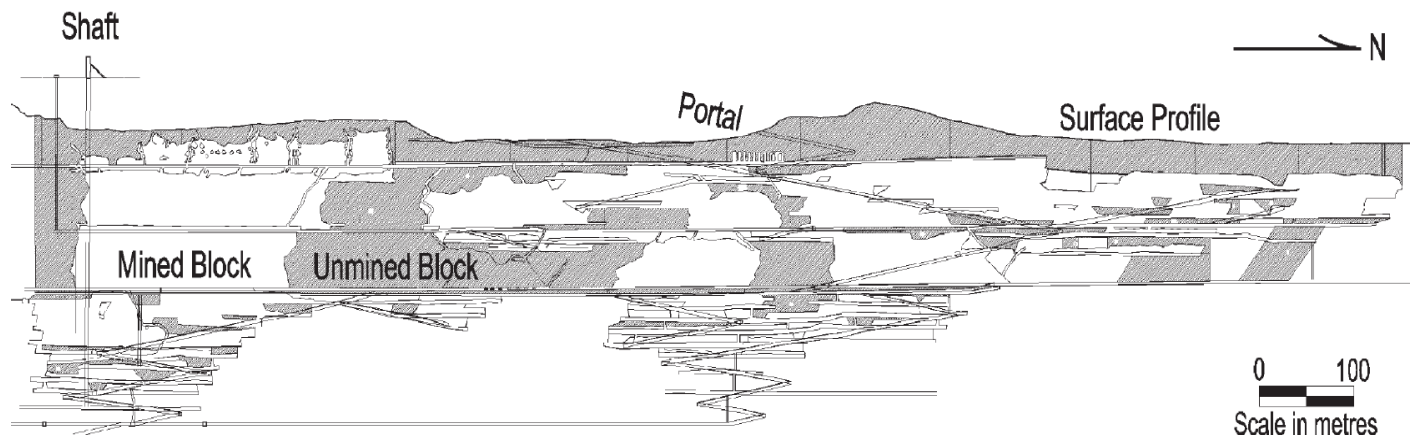 Shaft
N
Portal
Surface Profile
Mined Block
Unmined Block
0 100
Scale in metres